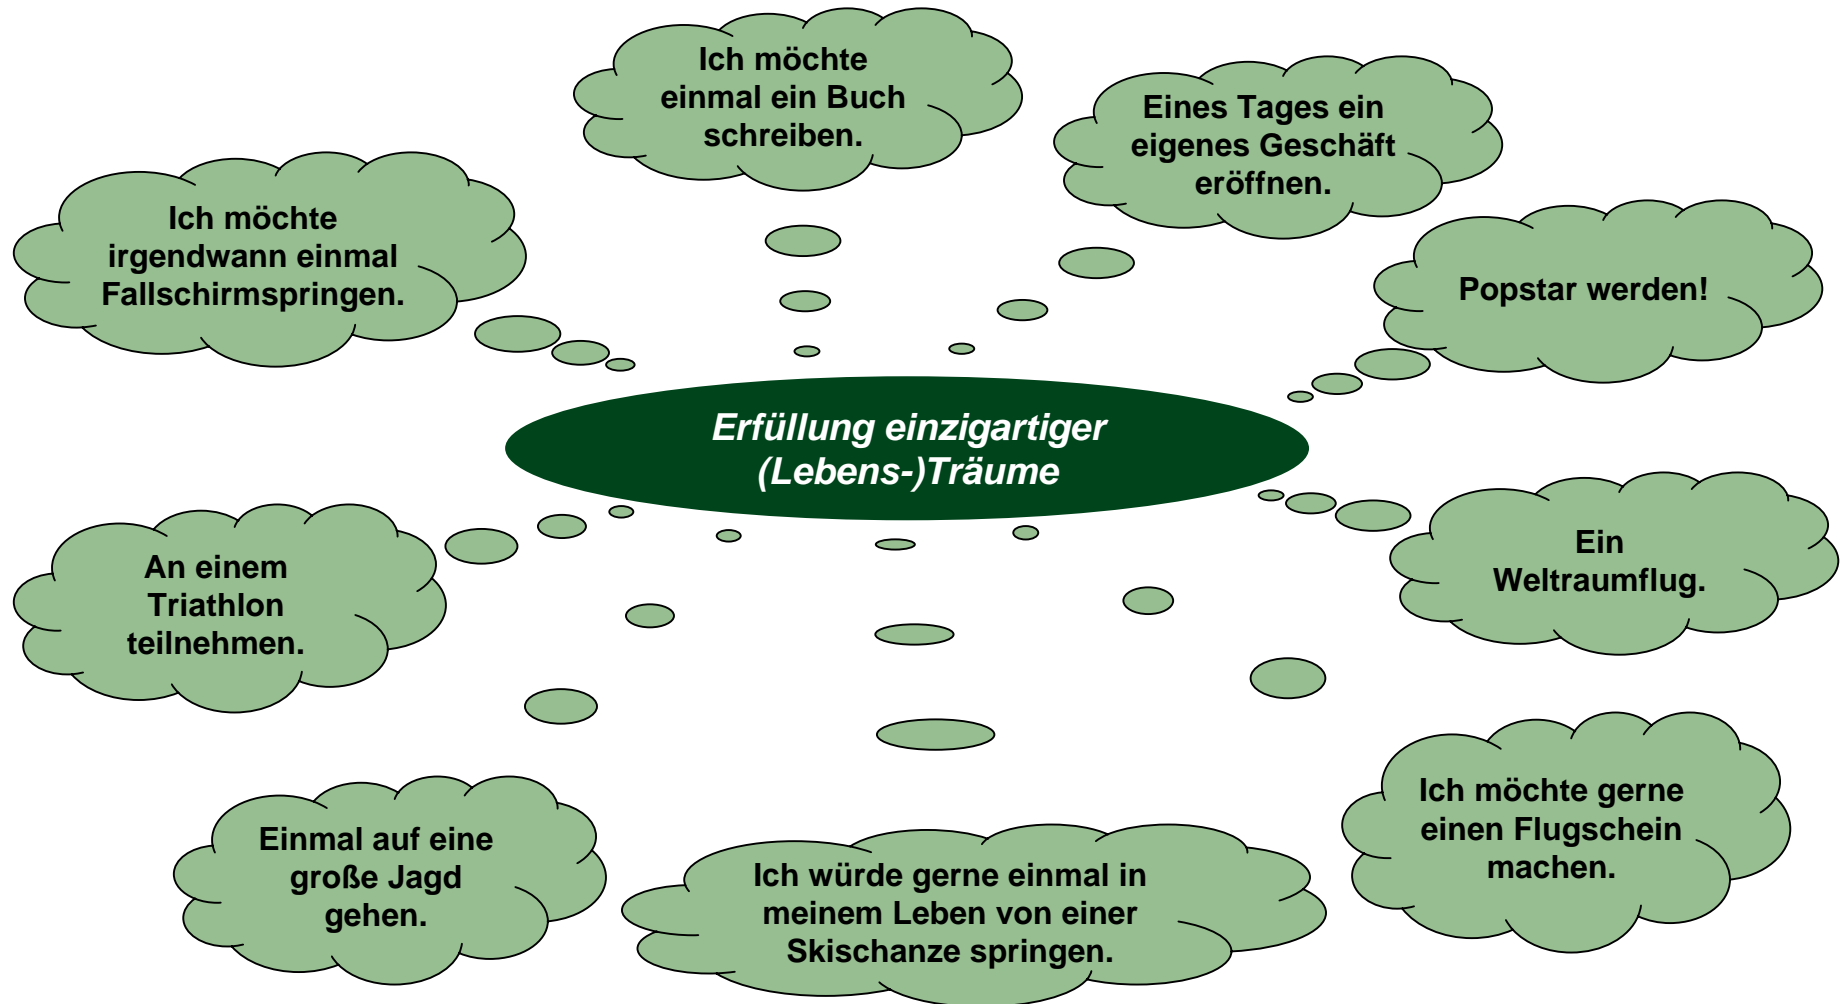 Ich möchte
einmal ein Buch
schreiben.
Eines Tages ein
eigenes Geschäft
eröffnen.
Ich möchte
irgendwann einmal
Fallschirmspringen.
Popstar werden!
Erfüllung einzigartiger
(Lebens-)Träume
An einem
Triathlon
teilnehmen.
Ein
Weltraumflug.
Einmal auf eine
große Jagd
gehen.
Ich würde gerne einmal in
meinem Leben von einer
Skischanze springen.
Ich möchte gerne
einen Flugschein
machen.